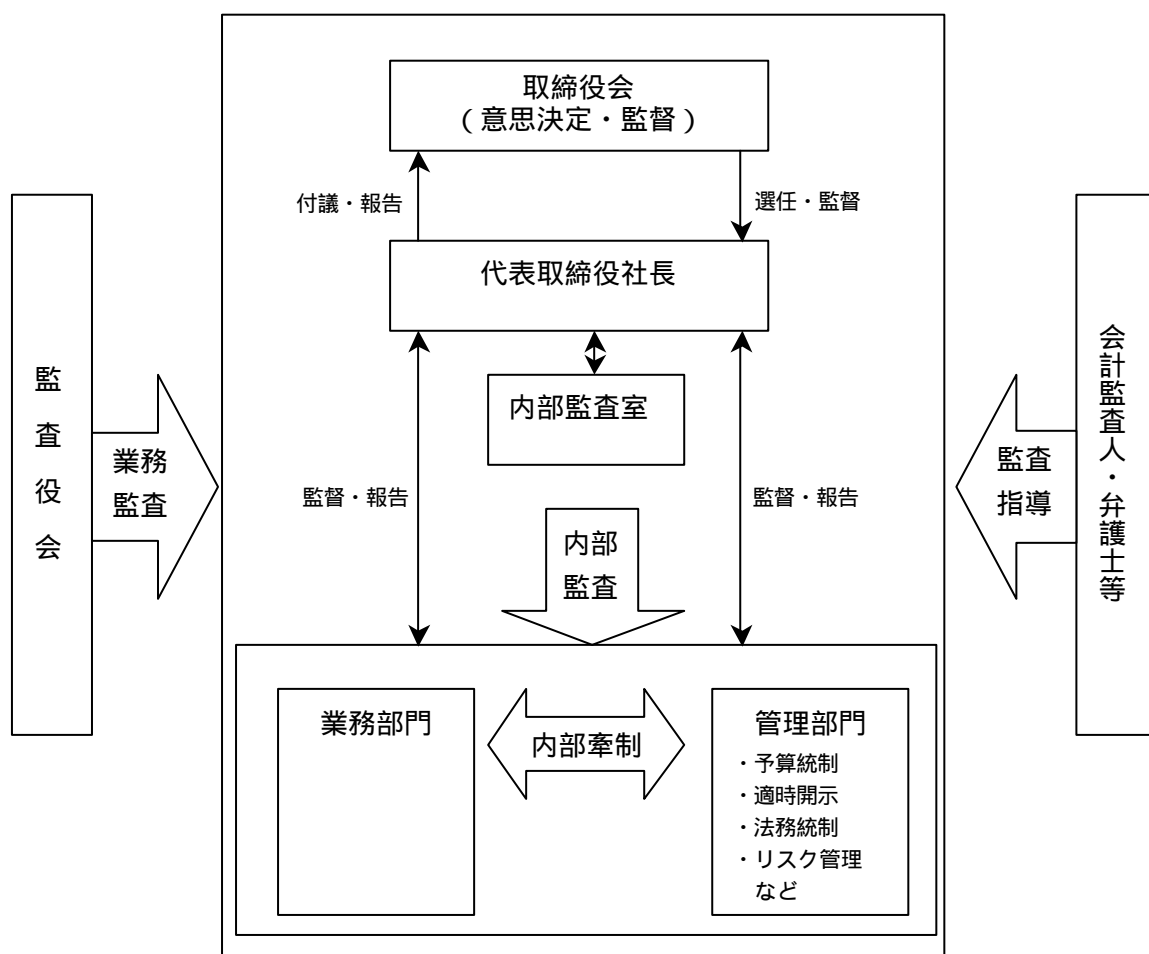 取締役会
(意思決定・監督)
付議・報告
選任・監督
代表取締役社長
内部監査室
監督・報告
監督・報告
内部
監査
監査役会
業務
監査
監査
指導
会計監査人・弁護士等
業務部門
内部牽制
管理部門
・予算統制
・適時開示
・法務統制
・リスク管理
など